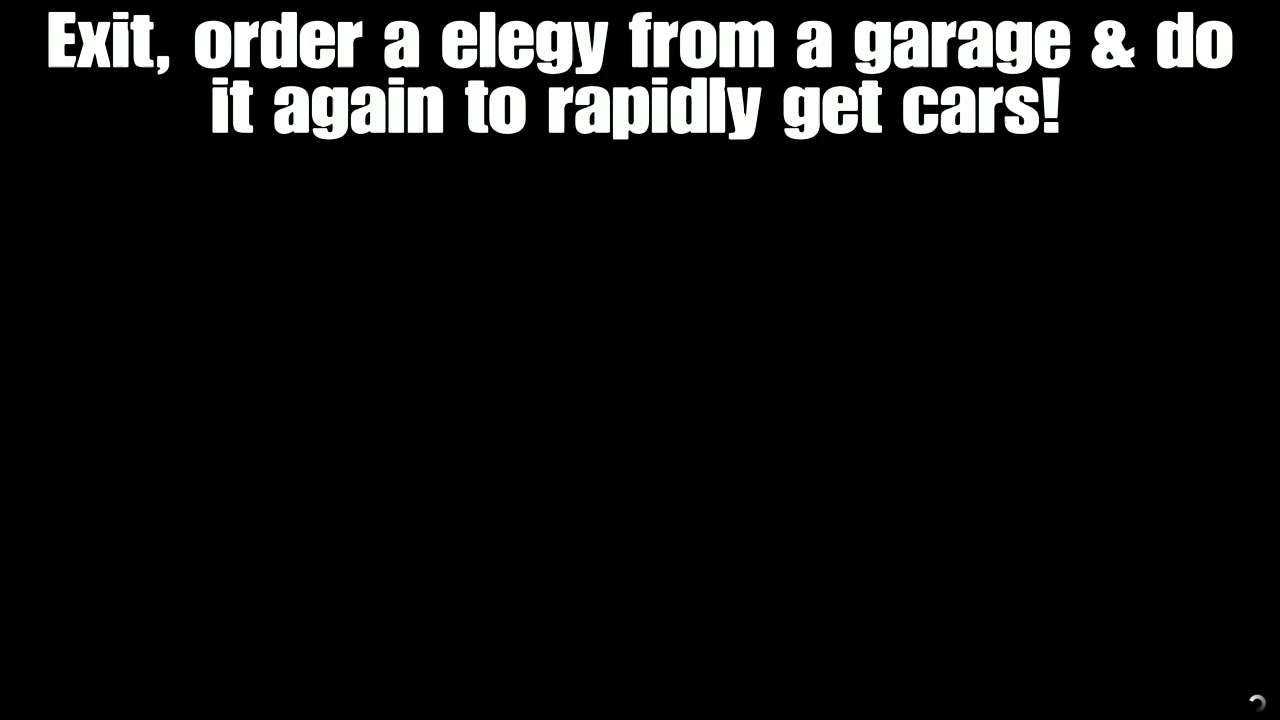 Exit, order a elegy from a garage & do
it again to rapidly get cars!